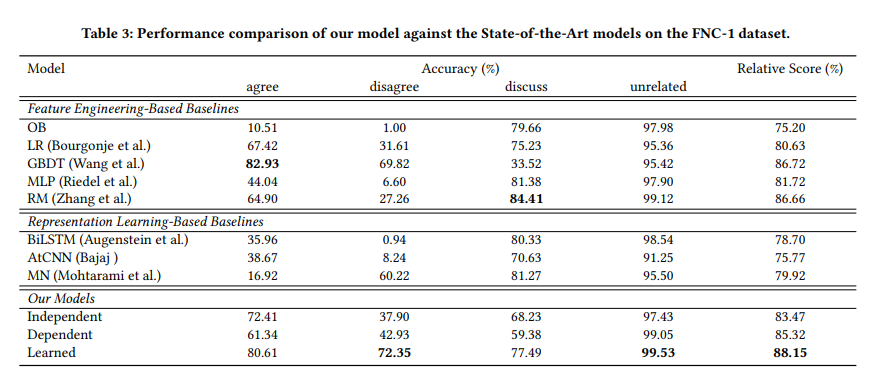 Table 3: Performance comparison of our model against the State-of-the-Art models on the FNC-1 dataset.
Model Accuracy (%) Relative Score (%)
agree disagree discuss unrelated
Feature Engineering-Based Baselines
OB 10.51 1.00 79.66 97.98 75.20
LR (Bourgonje et al.) 67.42 31.61 75.23 95.36 80.63
GBDT (Wang et al.) 82.93 69.82 33.52 95.42 86.72
MLP (Riedel et al.) 44.04 6.60 81.38 97.90 81.72
RM (Zhang et al.) 64.90 27.26 84.41 99.12 86.66
Representation Learning-Based Baselines
BiLSTM (Augenstein et al.) 35.96 0.94 80.33 98.54 78.70
AtCNN (Bajaj ) 38.67 8.24 70.63 91.25 75.77
MN (Mohtarami et al.) 16.92 60.22 81.27 95.50 79.92
Our Models
Independent 72.41 37.90 68.23 97.43 83.47
Dependent 61.34 42.93 59.38 99.05 85.32
Learned 80.61 72.35 77.49 99.53 88.15